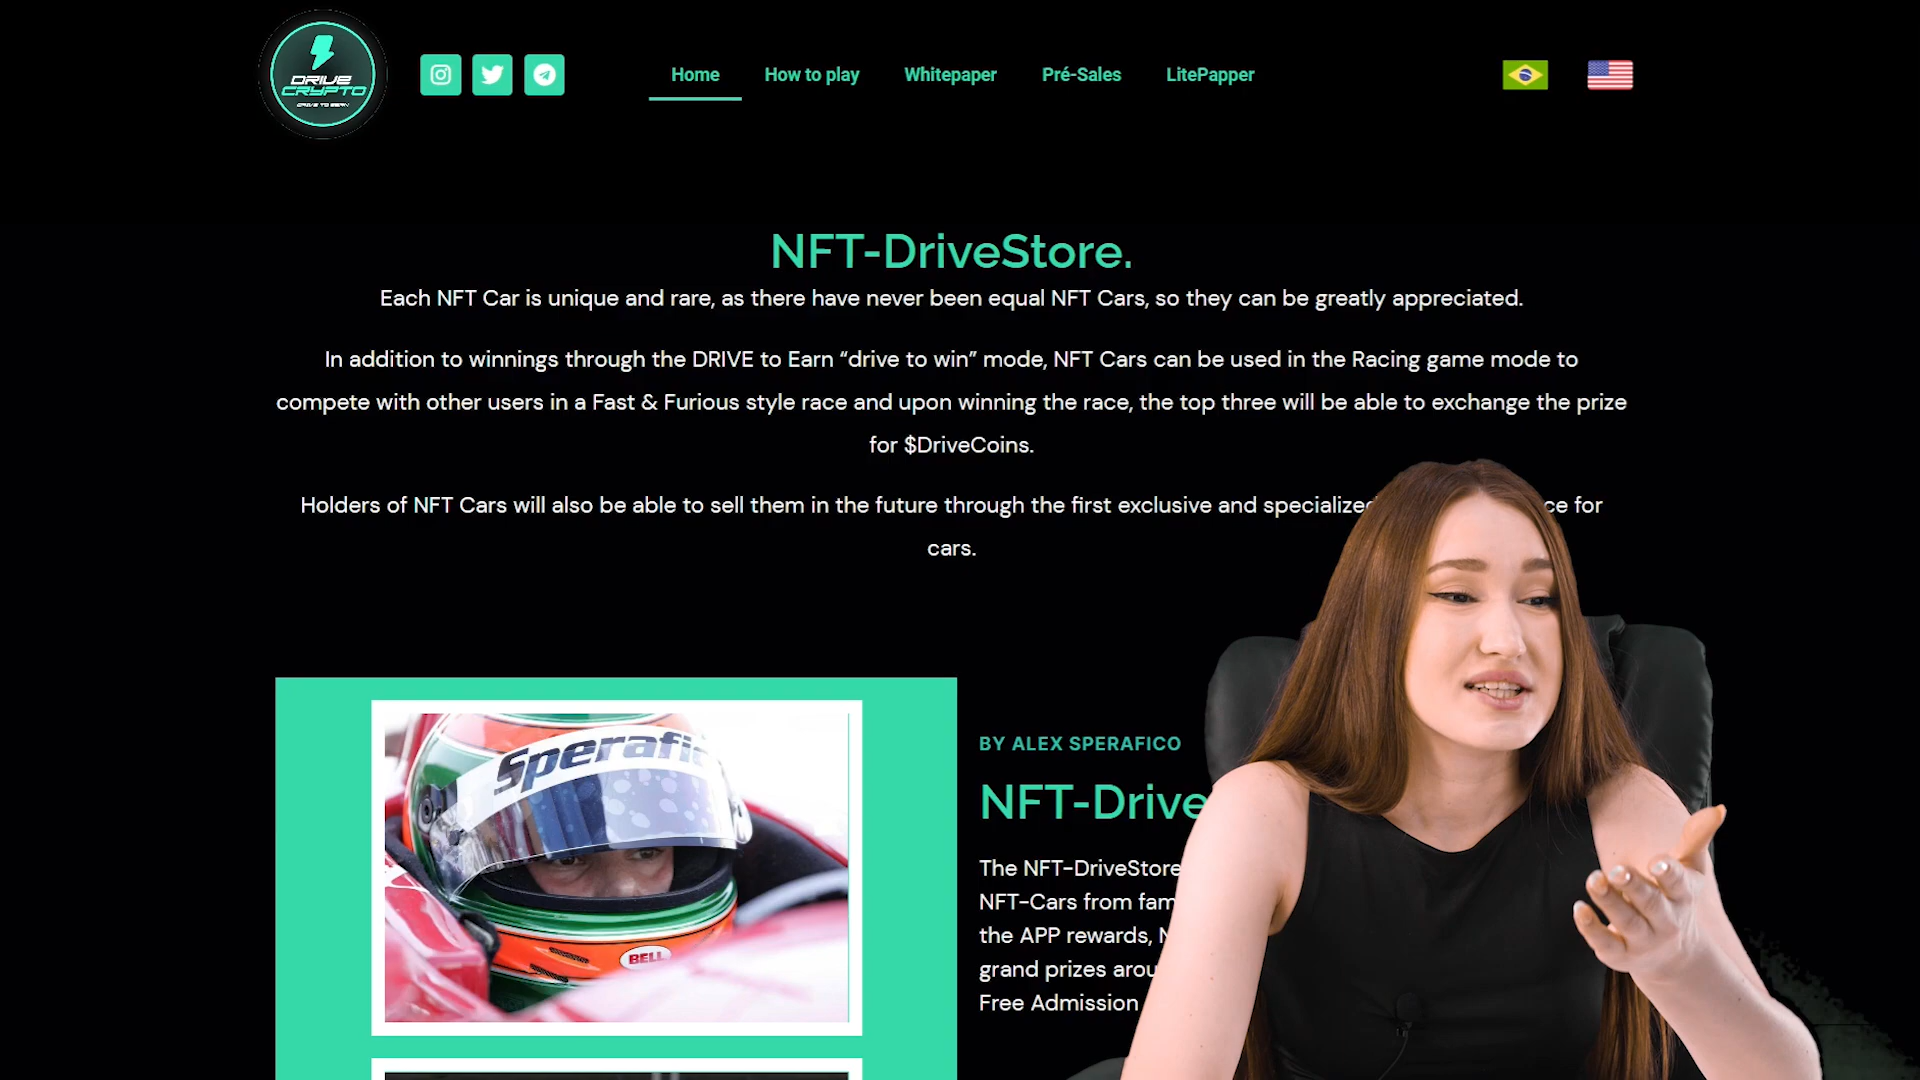 DRIVE
CRYPTO
DRIVE TO EARN
Home
How to play
Whitepaper
Pré-Sales
LitePapper
NFT-DriveStore.
Each NFT Car is unique and rare, as there have never been equal NFT Cars, so they can be greatly appreciated.
In addition to winnings through the DRIVE to Earn “drive to win” mode, NFT Cars can be used in the Racing game mode to
compete with other users in a Fast & Furious style race and upon winning the race, the top three will be able to exchange the prize
for $DriveCoins.
Holders of NFT Cars will also be able to sell them in the future through the first exclusive and specialized ce for
cars.
Sperafi
BELL
BY ALEX SPERAFICO
NFT-Drive
The NFT-DriveStore
NFT-Cars from fam
the APP rewards, N
grand prizes arou
Free Admission